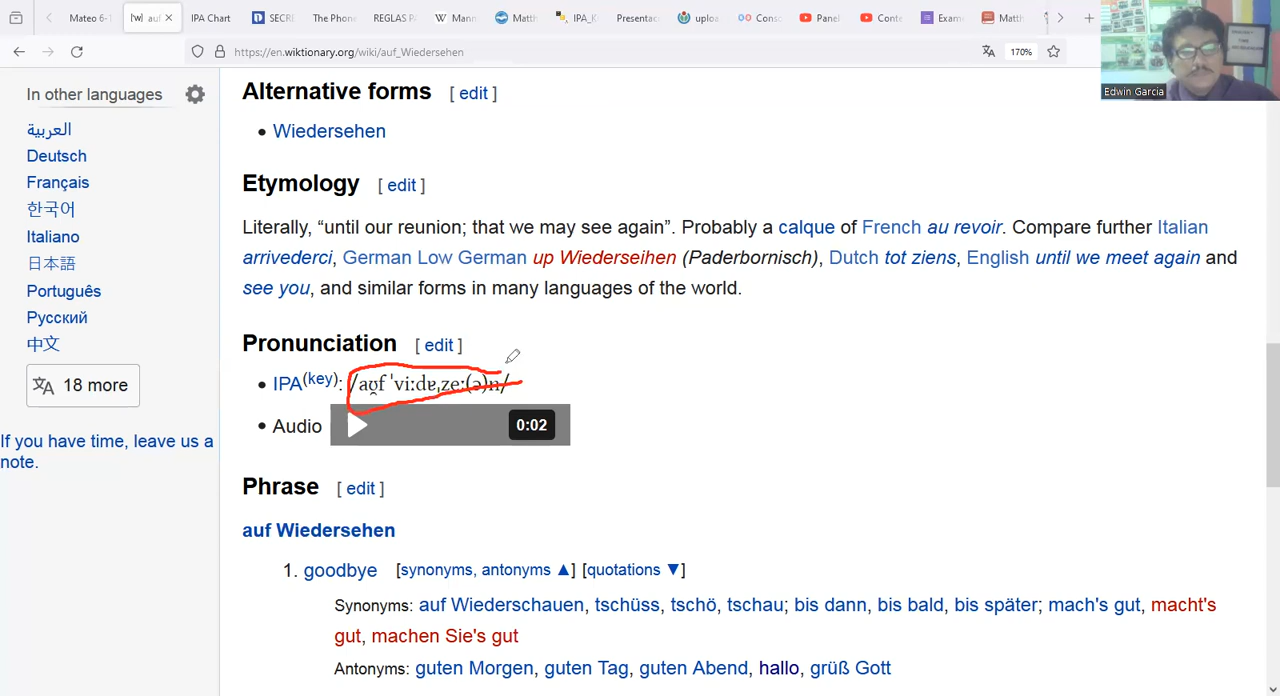 Mateo 6-1
[w] auf
IPA Chart
SECRE
The Phone
REGLAS P
Mann
Matth
IPA_K
Presentac
uploa
Conso
Panel
Conte
Exame
Matth
https://en.wiktionary.org/wiki/auf_Wiedersehen
170%
Edwin Garcia
In other languages
العربية
Deutsch
Français
한국어
Italiano
日本語
Português
Русский
中文
18 more
If you have time, leave us a
note.
Alternative forms [ edit ]
• Wiedersehen
Etymology [ edit ]
Literally, “until our reunion; that we may see again”. Probably a calque of French au revoir. Compare further Italian
arrivederci, German Low German up Wiederseihen (Paderbornisch), Dutch tot ziens, English until we meet again and
see you, and similar forms in many languages of the world.
Pronunciation [ edit ]
• IPA(key): /aʊ̯f ˈviːdɐˌzeː(ə)n/
• Audio 0:02
Phrase [ edit ]
auf Wiedersehen
1. goodbye [synonyms, antonyms ▲] [quotations ▼]
Synonyms: auf Wiederschauen, tschüss, tschö, tschau; bis dann, bis bald, bis später; mach's gut, macht's
gut, machen Sie's gut
Antonyms: guten Morgen, guten Tag, guten Abend, hallo, grüß Gott